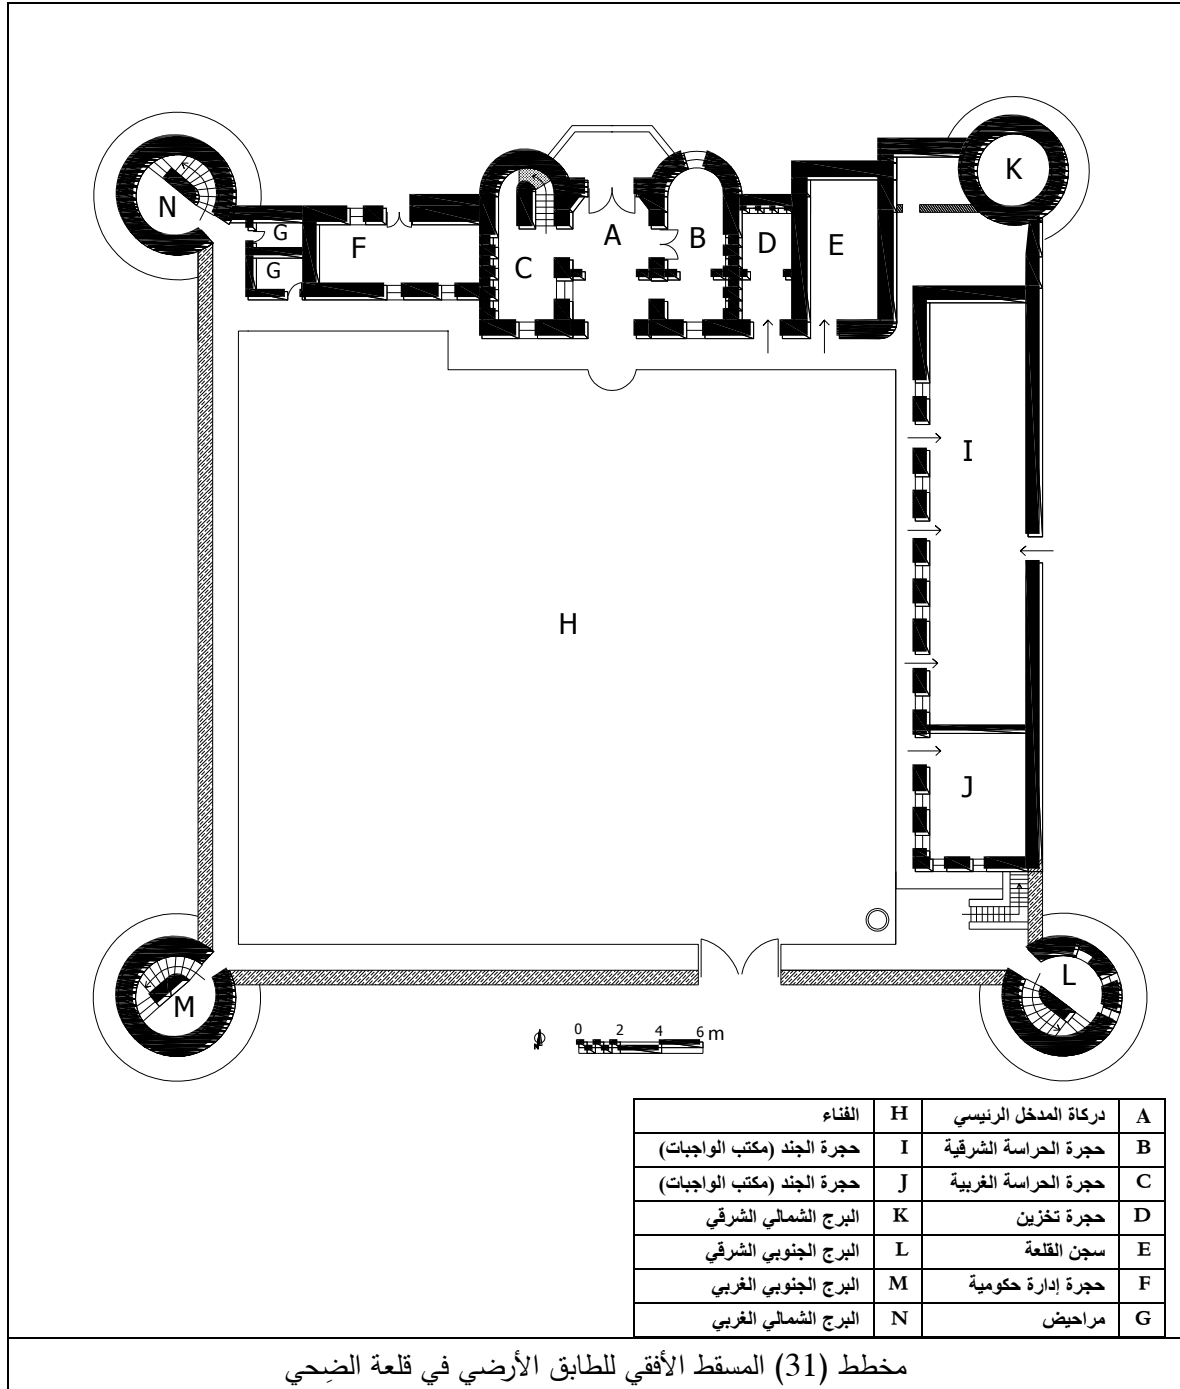 K
N
G
F
A
B
D
E
C
G
I
H
J
L
M
0 2 4 6 m
A دركاة المدخل الرئيسي H الفناء
B حجرة الحراسة الشرقية I حجرة الجند (مكتب الواجبات)
C حجرة الحراسة الغربية J حجرة الجند (مكتب الواجبات)
D حجرة تخزين K البرج الشمالي الشرقي
E سجن القلعة L البرج الجنوبي الشرقي
F حجرة إدارة حكومية M البرج الجنوبي الغربي
G مراحيض N البرج الشمالي الغربي
مخطط (31) المسقط الأفقي للطابق الأرضي في قلعة الضِحي